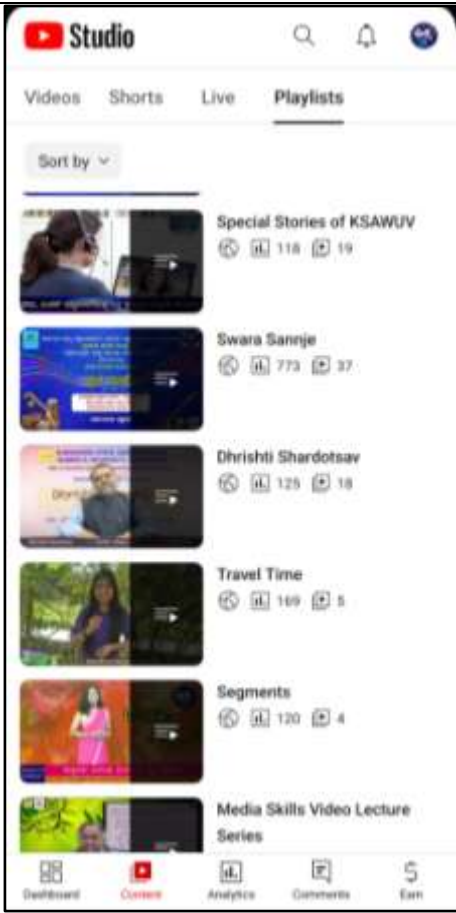 Studio
Videos Shorts Live Playlists
Sort by
Special Stories of KSAWUV
118 19
Swara Sannje
773 37
Dhrishti Shardotsav
125 18
Travel Time
169 5
Segments
120 4
Media Skills Video Lecture
Series
Dashboard Content Analytics Comments Earn